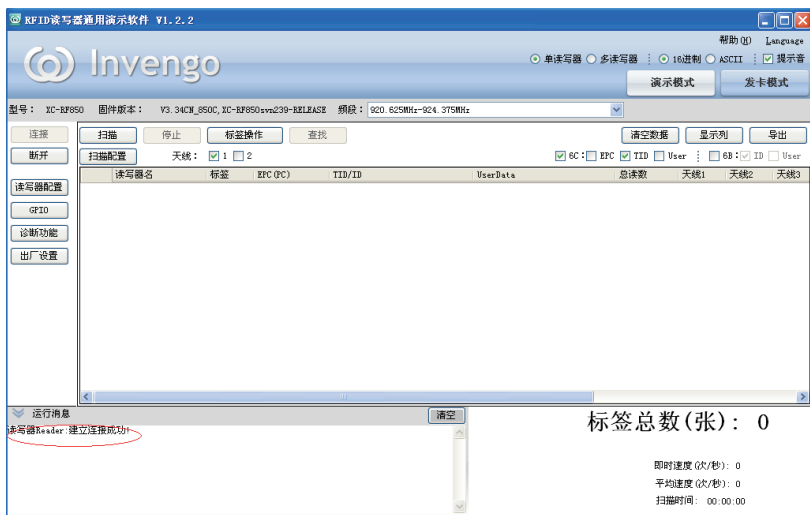 RFID读写器通用演示软件 V1.2.2
帮助(H) Language
Invengo
单读写器 多读写器 16进制 ASCII 提示音
演示模式 发卡模式
型号: XC-RF850 固件版本: V3.34CN_850C,XC-RF850svn239-RELEASE 频段: 920.625MHz-924.375MHz
连接 扫描 停止 标签操作 查找 清空数据 显示列 导出
断开 扫描配置 天线: 1 2 6C: EPC TID User 6B: ID User
读写器名 标签 EPC(PC) TID/ID UserData 总读数 天线1 天线2 天线3
读写器配置
GPIO
诊断功能
出厂设置
运行消息 清空
读写器Reader:建立连接成功!
标签总数(张): 0
即时速度(次/秒): 0
平均速度(次/秒): 0
扫描时间: 00:00:00